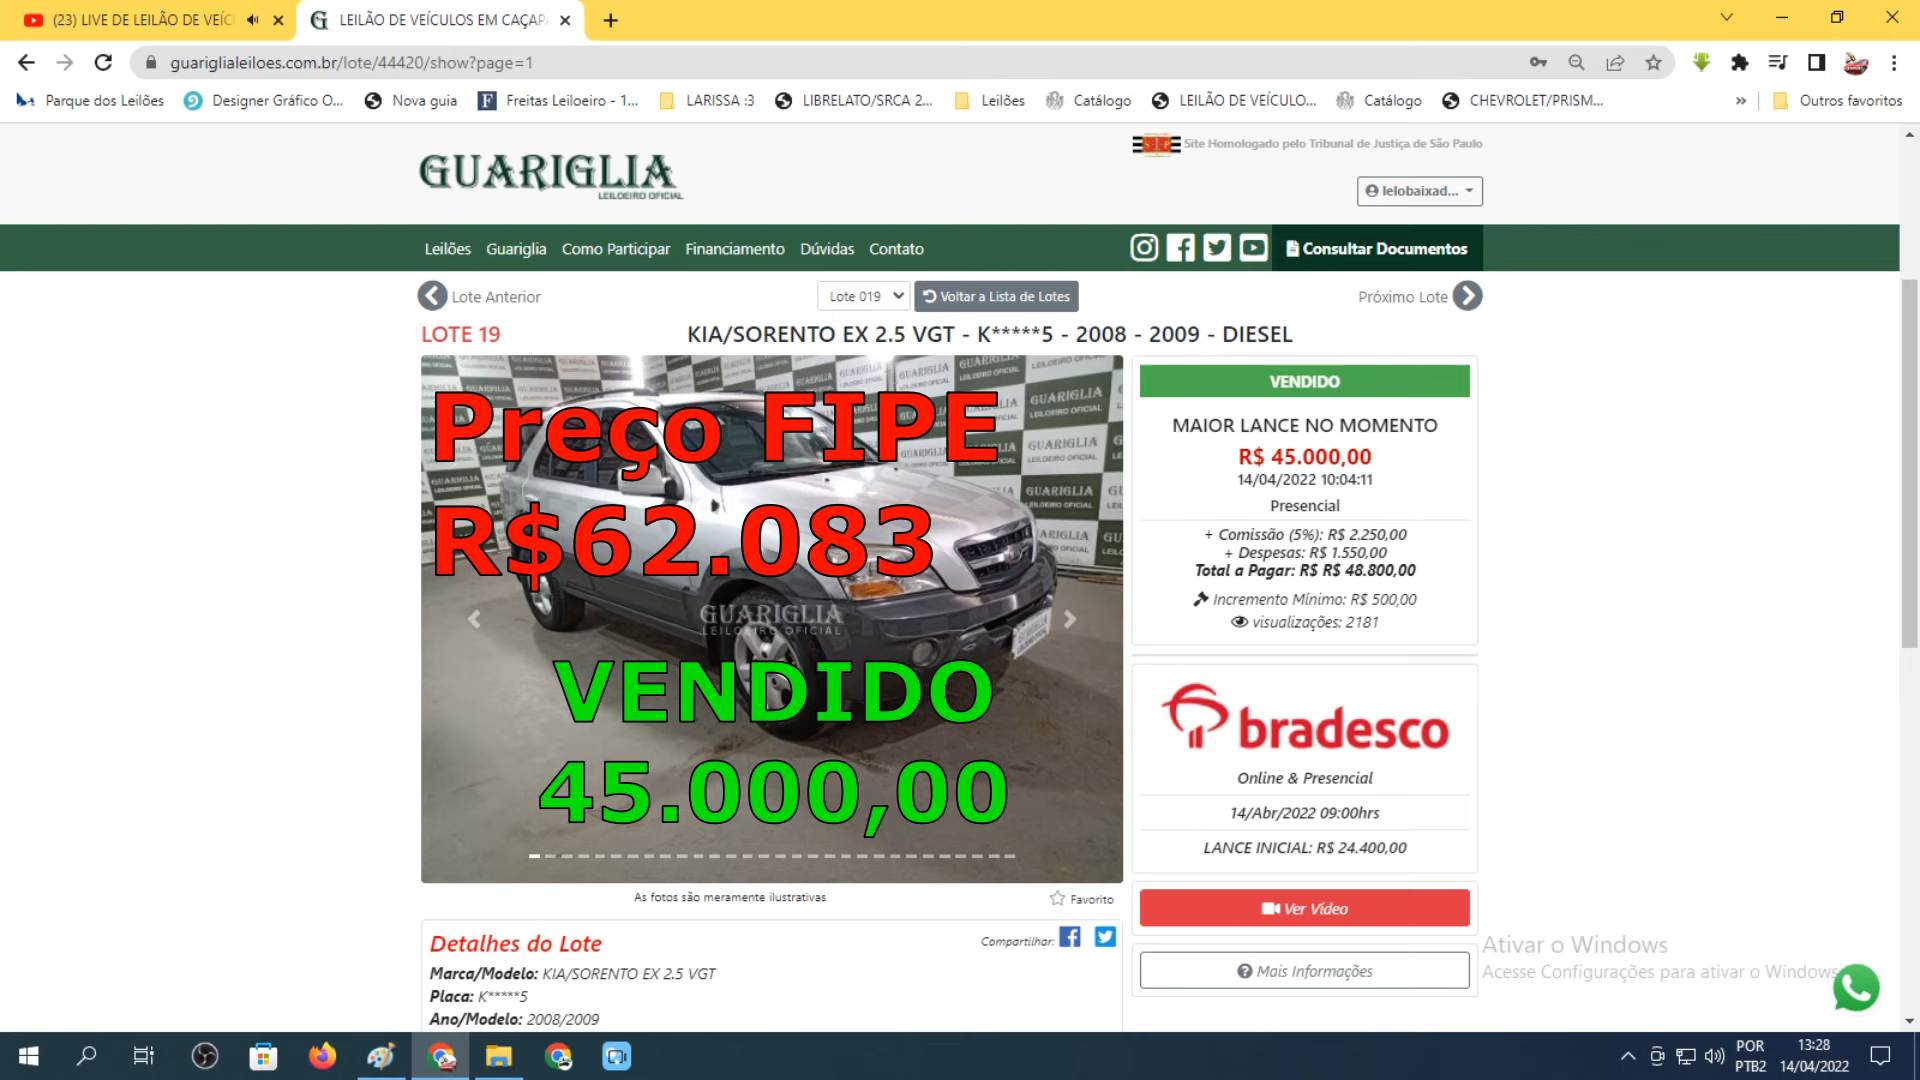 (23) LIVE DE LEILÃO DE VEÍC
LEILÃO DE VEÍCULOS EM CAÇAPA
guariglialeiloes.com.br/lote/44420/show?page=1
Parque dos Leilões
Designer Gráfico O...
Nova guia
Freitas Leiloeiro - 1...
LARISSA :3
LIBRELATO/SRCA 2...
Leilões
Catálogo
LEILÃO DE VEÍCULO...
Catálogo
CHEVROLET/PRISM...
Outros favoritos
GUARIGLIA
LEILOEIRO OFICIAL
Site Homologado pelo Tribunal de Justiça de São Paulo
lelobaixad...
Leilões
Guariglia
Como Participar
Financiamento
Dúvidas
Contato
Consultar Documentos
Lote Anterior
Lote 019
Voltar a Lista de Lotes
Próximo Lote
LOTE 19
KIA/SORENTO EX 2.5 VGT - K*****5 - 2008 - 2009 - DIESEL
Preço FIPE
R$62.083
GUARIGLIA
LEILOEIRO OFICIAL
VENDIDO
45.000,00
VENDIDO
MAIOR LANCE NO MOMENTO
R$ 45.000,00
14/04/2022 10:04:11
Presencial
+ Comissão (5%): R$ 2.250,00
+ Despesas: R$ 1.550,00
Total a Pagar: R$ R$ 48.800,00
Incremento Mínimo: R$ 500,00
visualizações: 2181
bradesco
Online & Presencial
14/Abr/2022 09:00hrs
LANCE INICIAL: R$ 24.400,00
Ver Vídeo
Mais Informações
As fotos são meramente ilustrativas
Favorito
Detalhes do Lote
Compartilhar:
Marca/Modelo: KIA/SORENTO EX 2.5 VGT
Placa: K*****5
Ano/Modelo: 2008/2009
Ativar o Windows
Acesse Configurações para ativar o Windows
POR
PTB2
13:28
14/04/2022